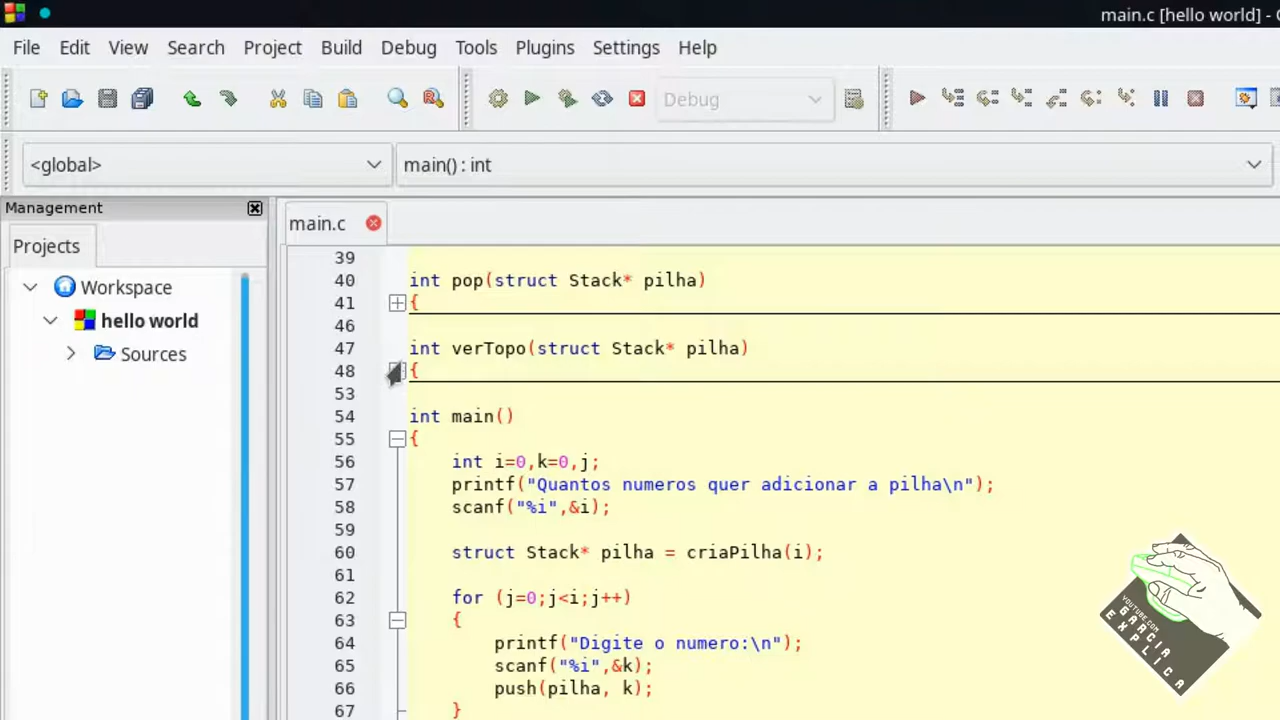 main.c [hello world] -
File Edit View Search Project Build Debug Tools Plugins Settings Help
Debug
<global> main() : int
Management
Projects
Workspace
hello world
Sources
main.c
39
40 int pop(struct Stack* pilha)
41 {
46
47 int verTopo(struct Stack* pilha)
48 {
53
54 int main()
55 {
56 int i=0,k=0,j;
57 printf("Quantos numeros quer adicionar a pilha\n");
58 scanf("%i",&i);
59
60 struct Stack* pilha = criaPilha(i);
61
62 for (j=0;j<i;j++)
63 {
64 printf("Digite o numero:\n");
65 scanf("%i",&k);
66 push(pilha, k);
67 }
YOUTUBE.COM
GARCIA
EXPLICA